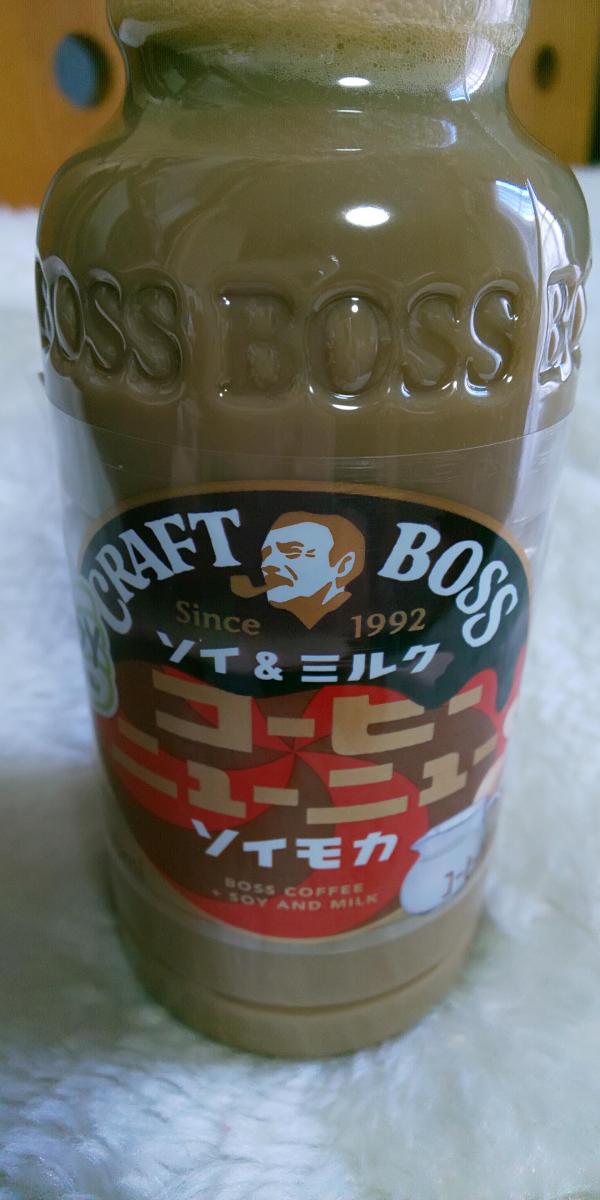 BOSS BOSS BO
CRAFT BOSS
Since 1992
ソイ&ミルク
コーヒー
ニューニュー
ソイモカ
BOSS COFFEE
+ SOY AND MILK